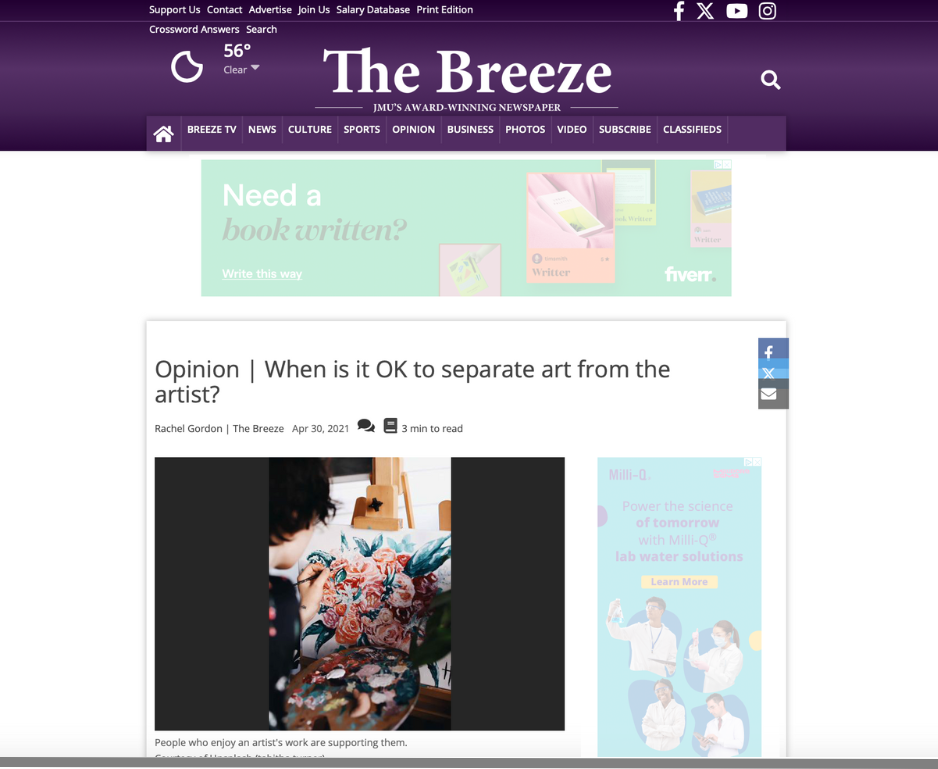 Support Us Contact Advertise Join Us Salary Database Print Edition
Crossword Answers Search
56°
Clear
The Breeze
JMU'S AWARD-WINNING NEWSPAPER
BREEZE TV NEWS CULTURE SPORTS OPINION BUSINESS PHOTOS VIDEO SUBSCRIBE CLASSIFIEDS
Need a
book written?
Write this way
Writter
Writter
fiverr.
Opinion | When is it OK to separate art from the
artist?
Rachel Gordon | The Breeze Apr 30, 2021 3 min to read
Milli-Q.
Power the science
of tomorrow
with Milli-Q®
lab water solutions
Learn More
People who enjoy an artist's work are supporting them.